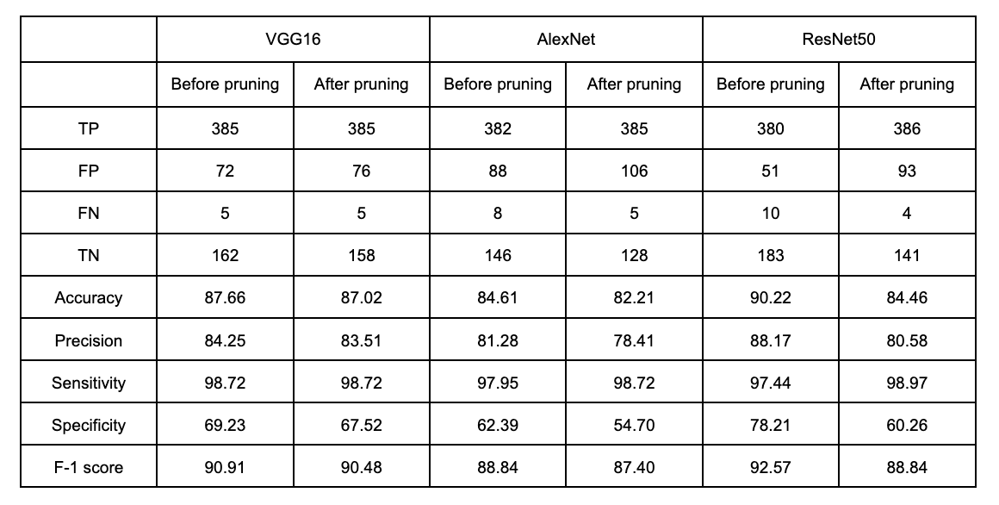 VGG16 AlexNet ResNet50
Before pruning After pruning Before pruning After pruning Before pruning After pruning
TP 385 385 382 385 380 386
FP 72 76 88 106 51 93
FN 5 5 8 5 10 4
TN 162 158 146 128 183 141
Accuracy 87.66 87.02 84.61 82.21 90.22 84.46
Precision 84.25 83.51 81.28 78.41 88.17 80.58
Sensitivity 98.72 98.72 97.95 98.72 97.44 98.97
Specificity 69.23 67.52 62.39 54.70 78.21 60.26
F-1 score 90.91 90.48 88.84 87.40 92.57 88.84